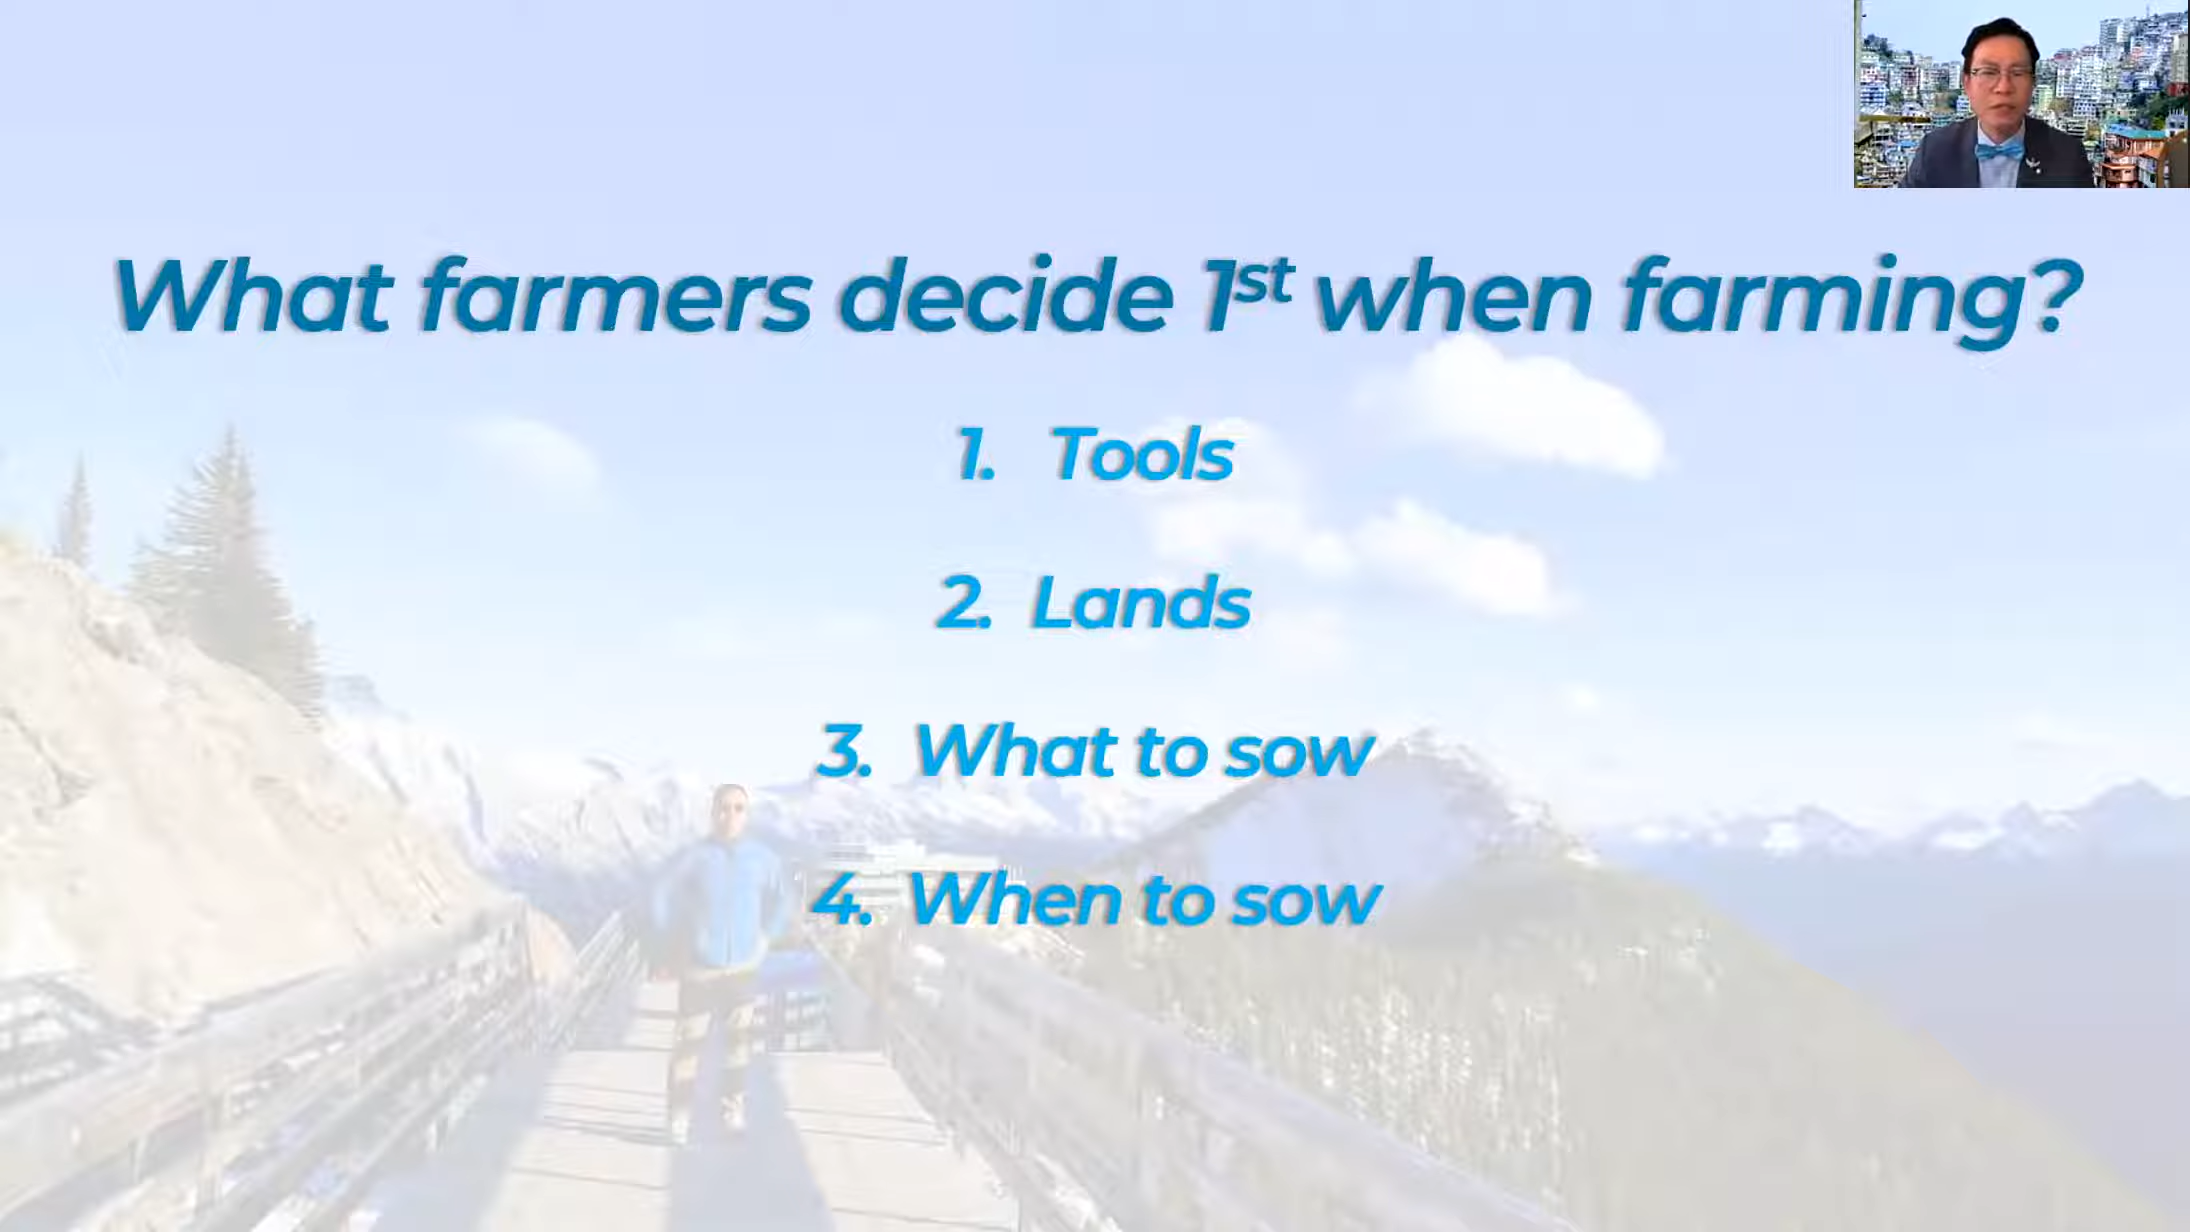 What farmers decide 1st when farming?
1. Tools
2. Lands
3. What to sow
4. When to sow